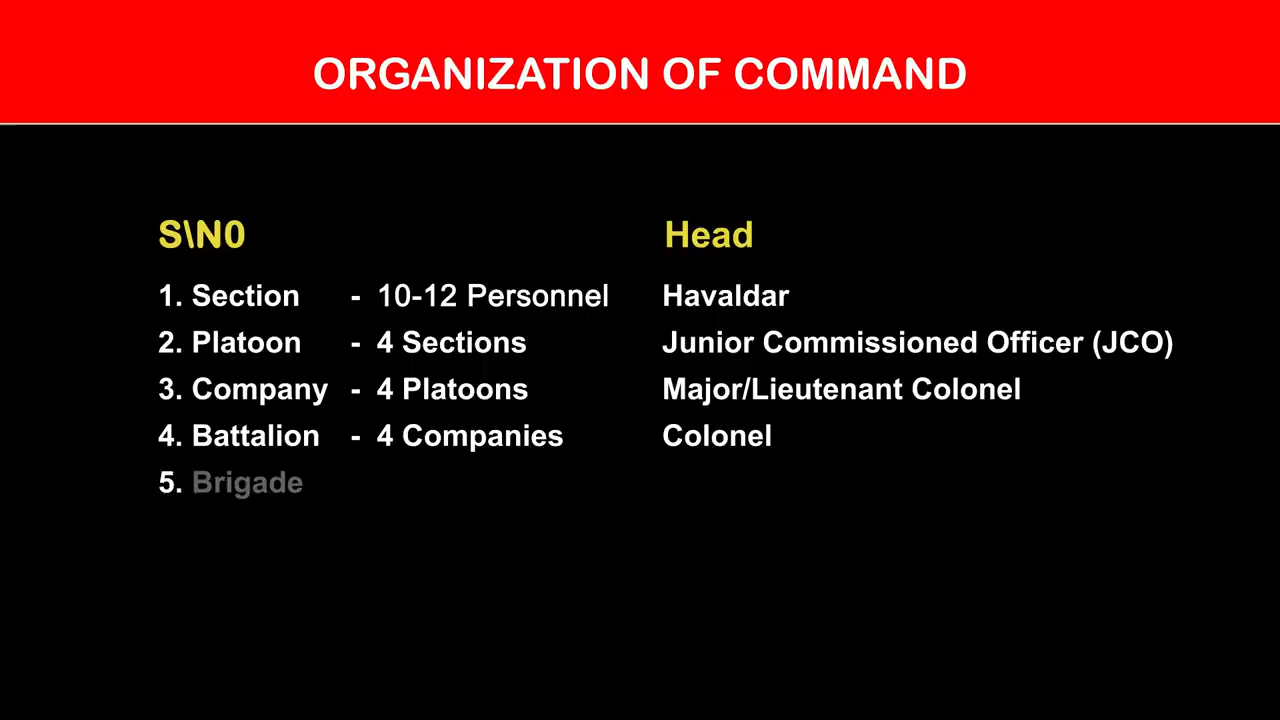 ORGANIZATION OF COMMAND
S\N0 Head
1. Section - 10-12 Personnel Havaldar
2. Platoon - 4 Sections Junior Commissioned Officer (JCO)
3. Company - 4 Platoons Major/Lieutenant Colonel
4. Battalion - 4 Companies Colonel
5. Brigade